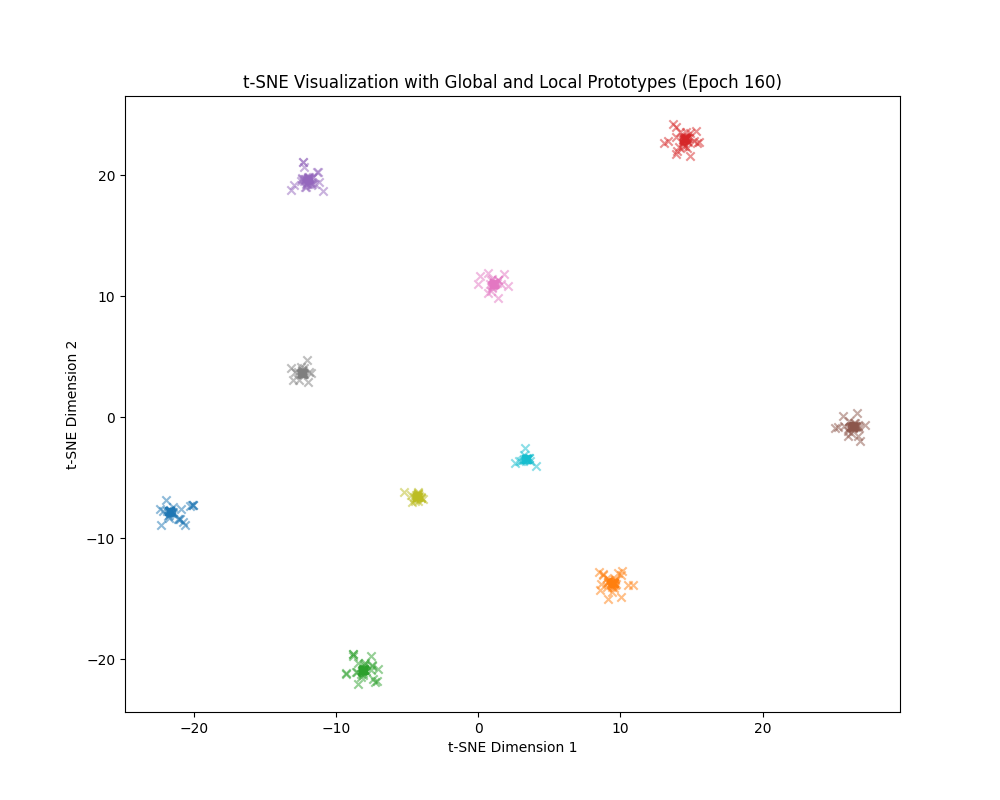 t-SNE Visualization with Global and Local Prototypes (Epoch 160)
t-SNE Dimension 2
20
10
0
−10
−20
−20 −10 0 10 20
t-SNE Dimension 1